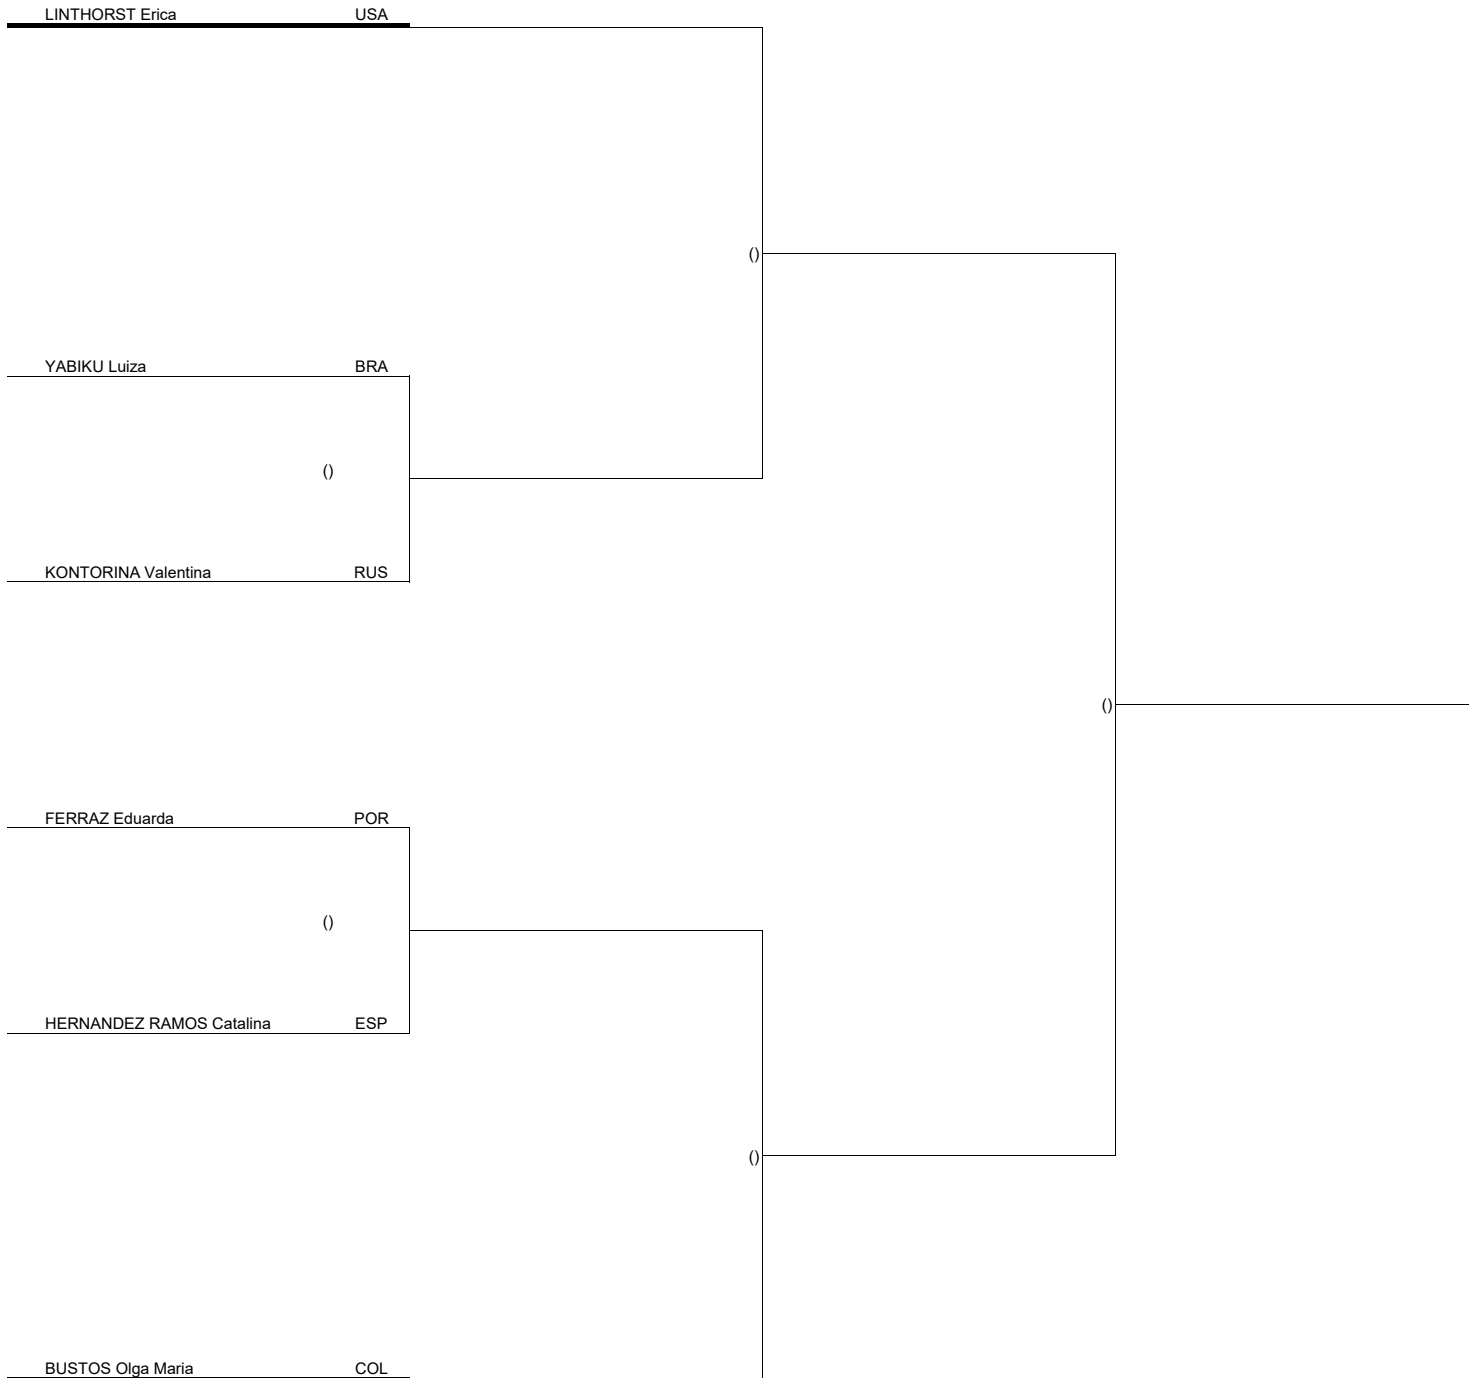 LINTHORST Erica USA
()
YABIKU Luiza BRA
()
KONTORINA Valentina RUS
()
FERRAZ Eduarda POR
()
HERNANDEZ RAMOS Catalina ESP
()
BUSTOS Olga Maria COL